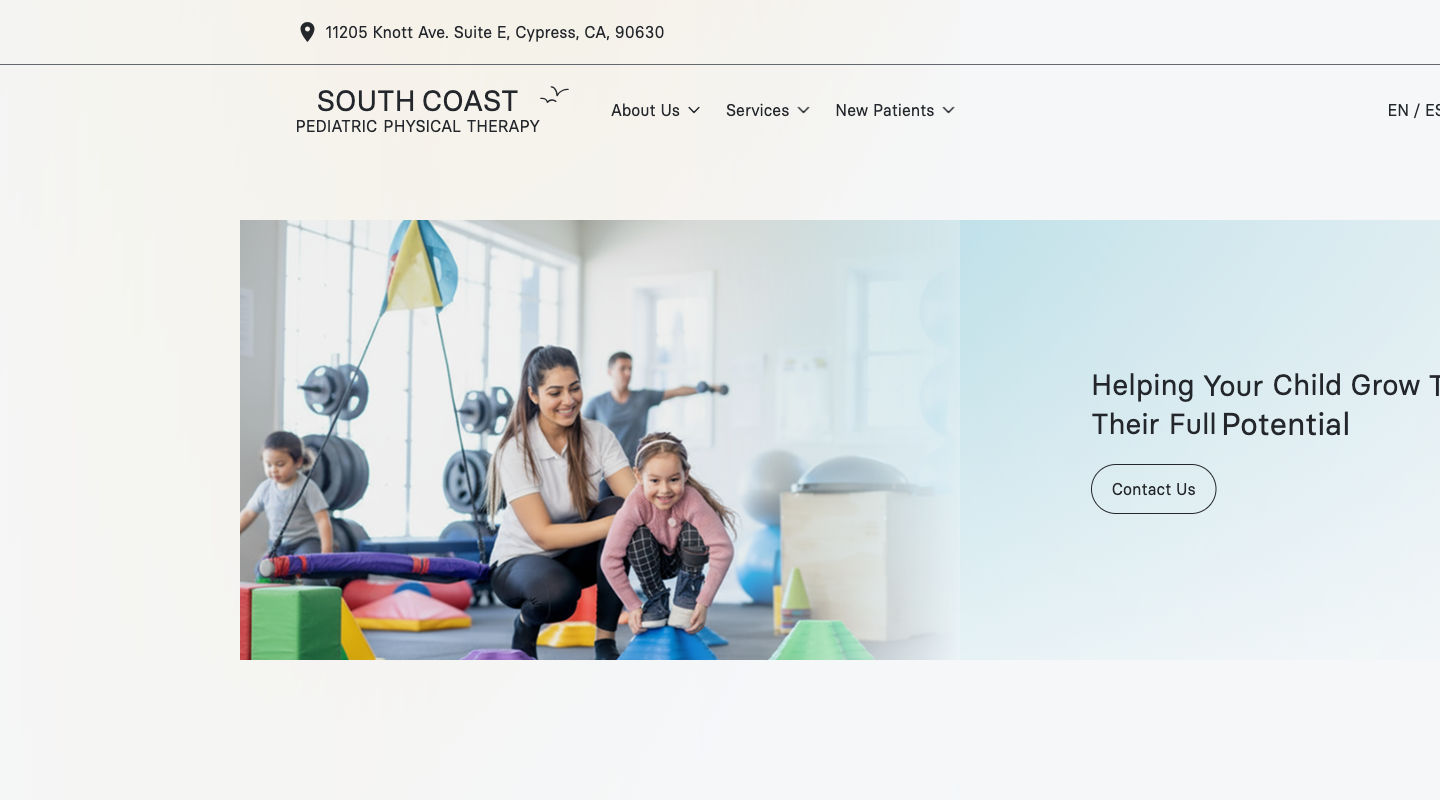 11205 Knott Ave. Suite E, Cypress, CA, 90630
SOUTH COAST
PEDIATRIC PHYSICAL THERAPY
About Us
Services
New Patients
EN / ES
Helping Your Child Grow T
Their Full Potential
Contact Us